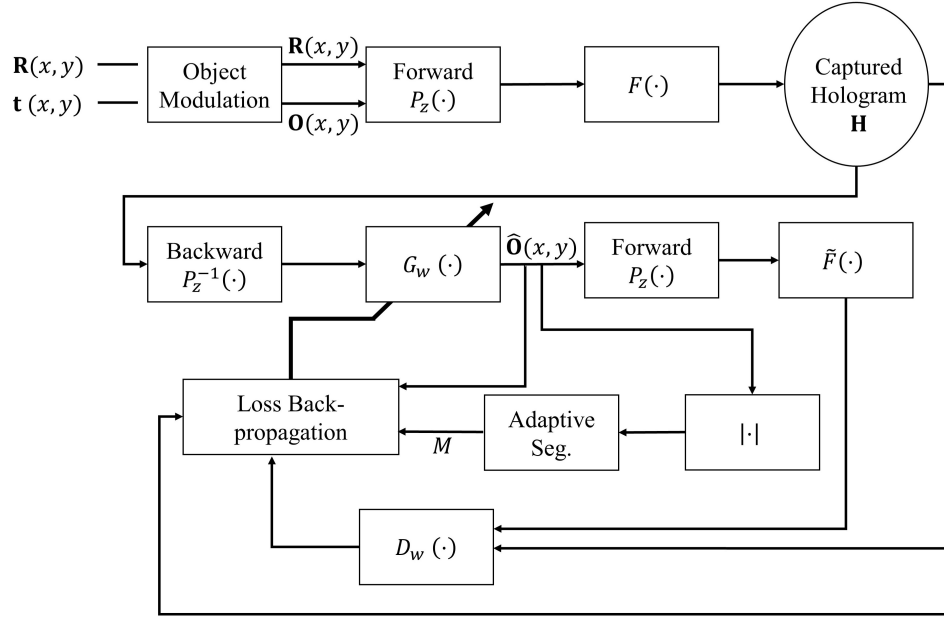 R(x, y)
t (x, y)
Object
Modulation
R(x, y)
O(x, y)
Forward
P_z(·)
F(·)
Captured
Hologram
H
Backward
P_z^{-1}(·)
G_w (·)
Ô(x, y)
Forward
P_z(·)
F̃(·)
Loss Back-
propagation
M
Adaptive
Seg.
|·|
D_w (·)